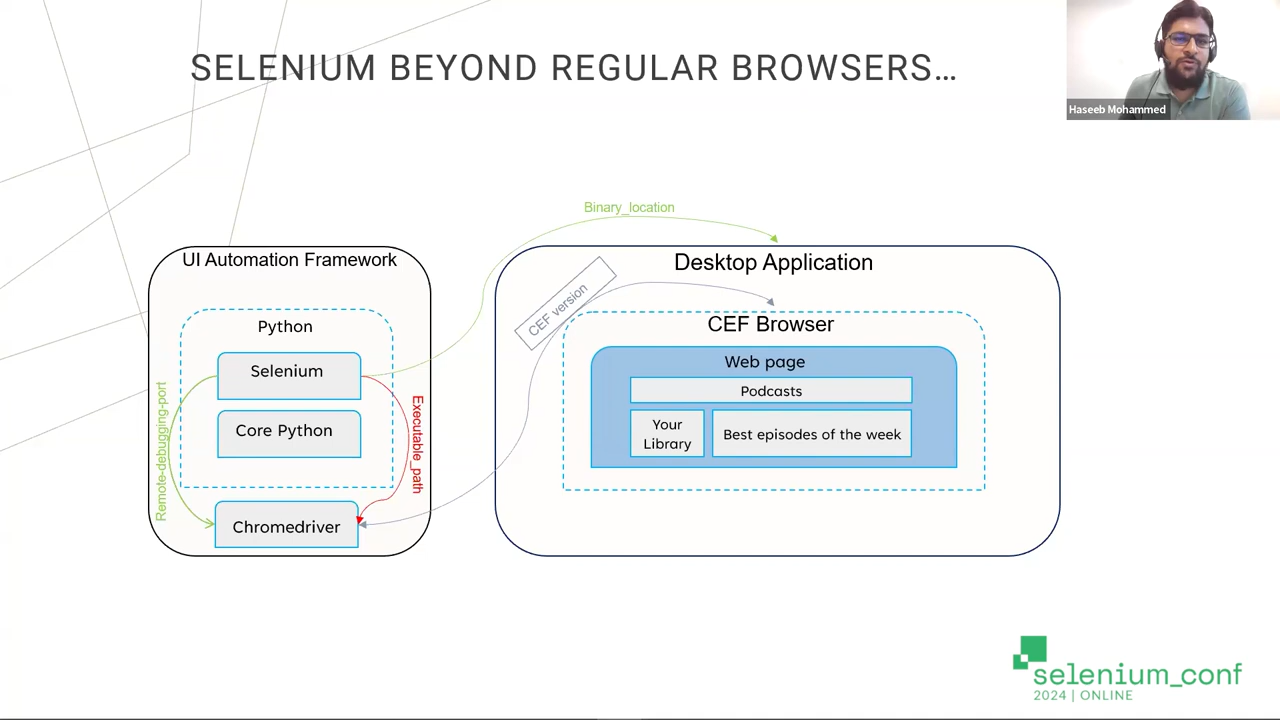 SELENIUM BEYOND REGULAR BROWSERS…
Haseeb Mohammed
Binary_location
UI Automation Framework
Python
Selenium
Core Python
Chromedriver
Remote-debugging-port
Executable_path
CEF version
Desktop Application
CEF Browser
Web page
Podcasts
Your
Library
Best episodes of the week
selenium_conf
2024 | ONLINE